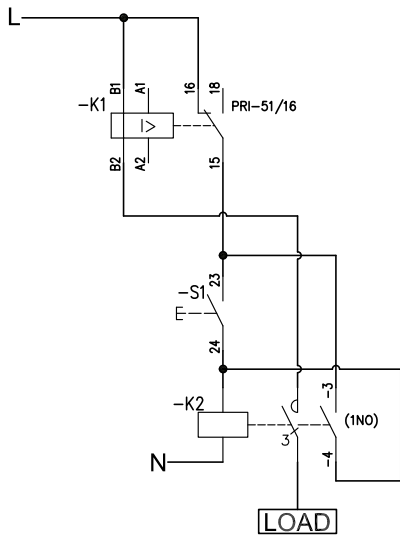 L
B1
A1
16
18
-K1
I>
PRI-51/16
B2
A2
15
23
-S1
24
-K2
3
-3
(1NO)
-4
N
LOAD